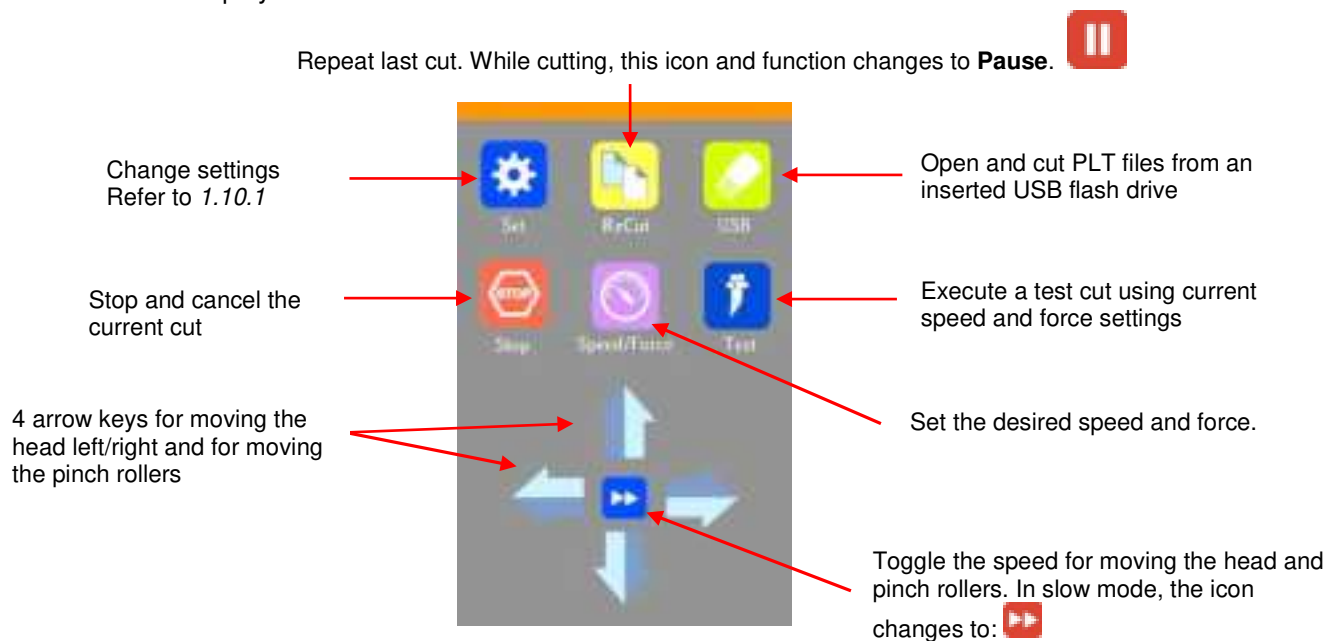 Repeat last cut. While cutting, this icon and function changes to Pause.
Change settings
Refer to 1.10.1
Open and cut PLT files from an
inserted USB flash drive
Set
ReCut
USB
Stop and cancel the
current cut
STOP
Execute a test cut using current
speed and force settings
Stop
Speed/Force
Test
4 arrow keys for moving the
head left/right and for moving
the pinch rollers
Set the desired speed and force.
Toggle the speed for moving the head and
pinch rollers. In slow mode, the icon
changes to: